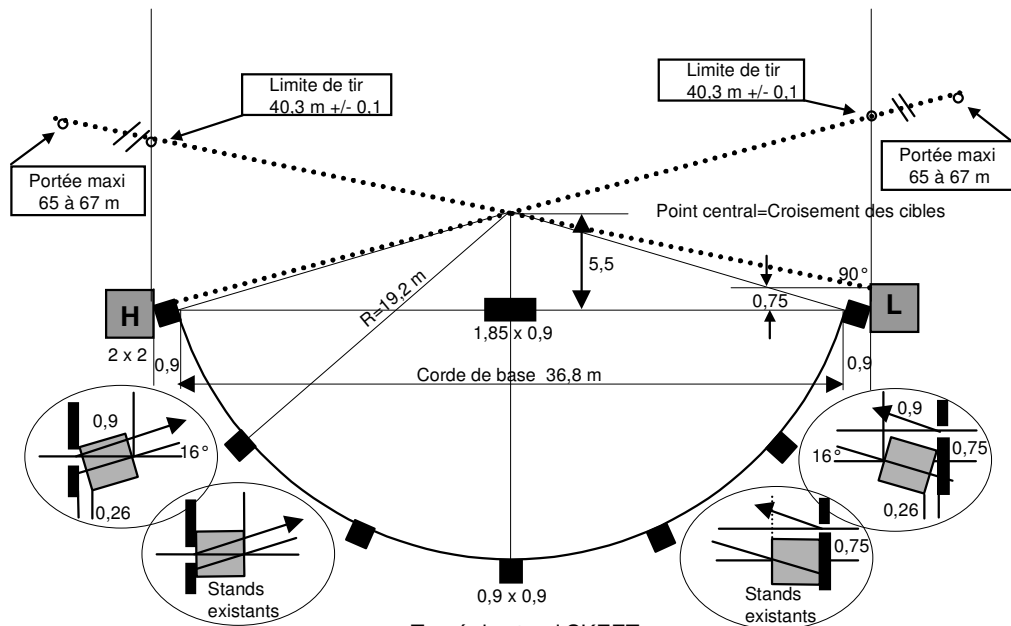 Limite de tir
40,3 m +/- 0,1
Limite de tir
40,3 m +/- 0,1
Portée maxi
65 à 67 m
Portée maxi
65 à 67 m
Point central=Croisement des cibles
5,5
90°
0,75
R=19,2 m
H
L
1,85 x 0,9
2 x 2
0,9
0,9
Corde de base 36,8 m
0,9
16°
0,26
0,9
0,75
16°
0,26
Stands
existants
0,75
Stands
existants
0,9 x 0,9